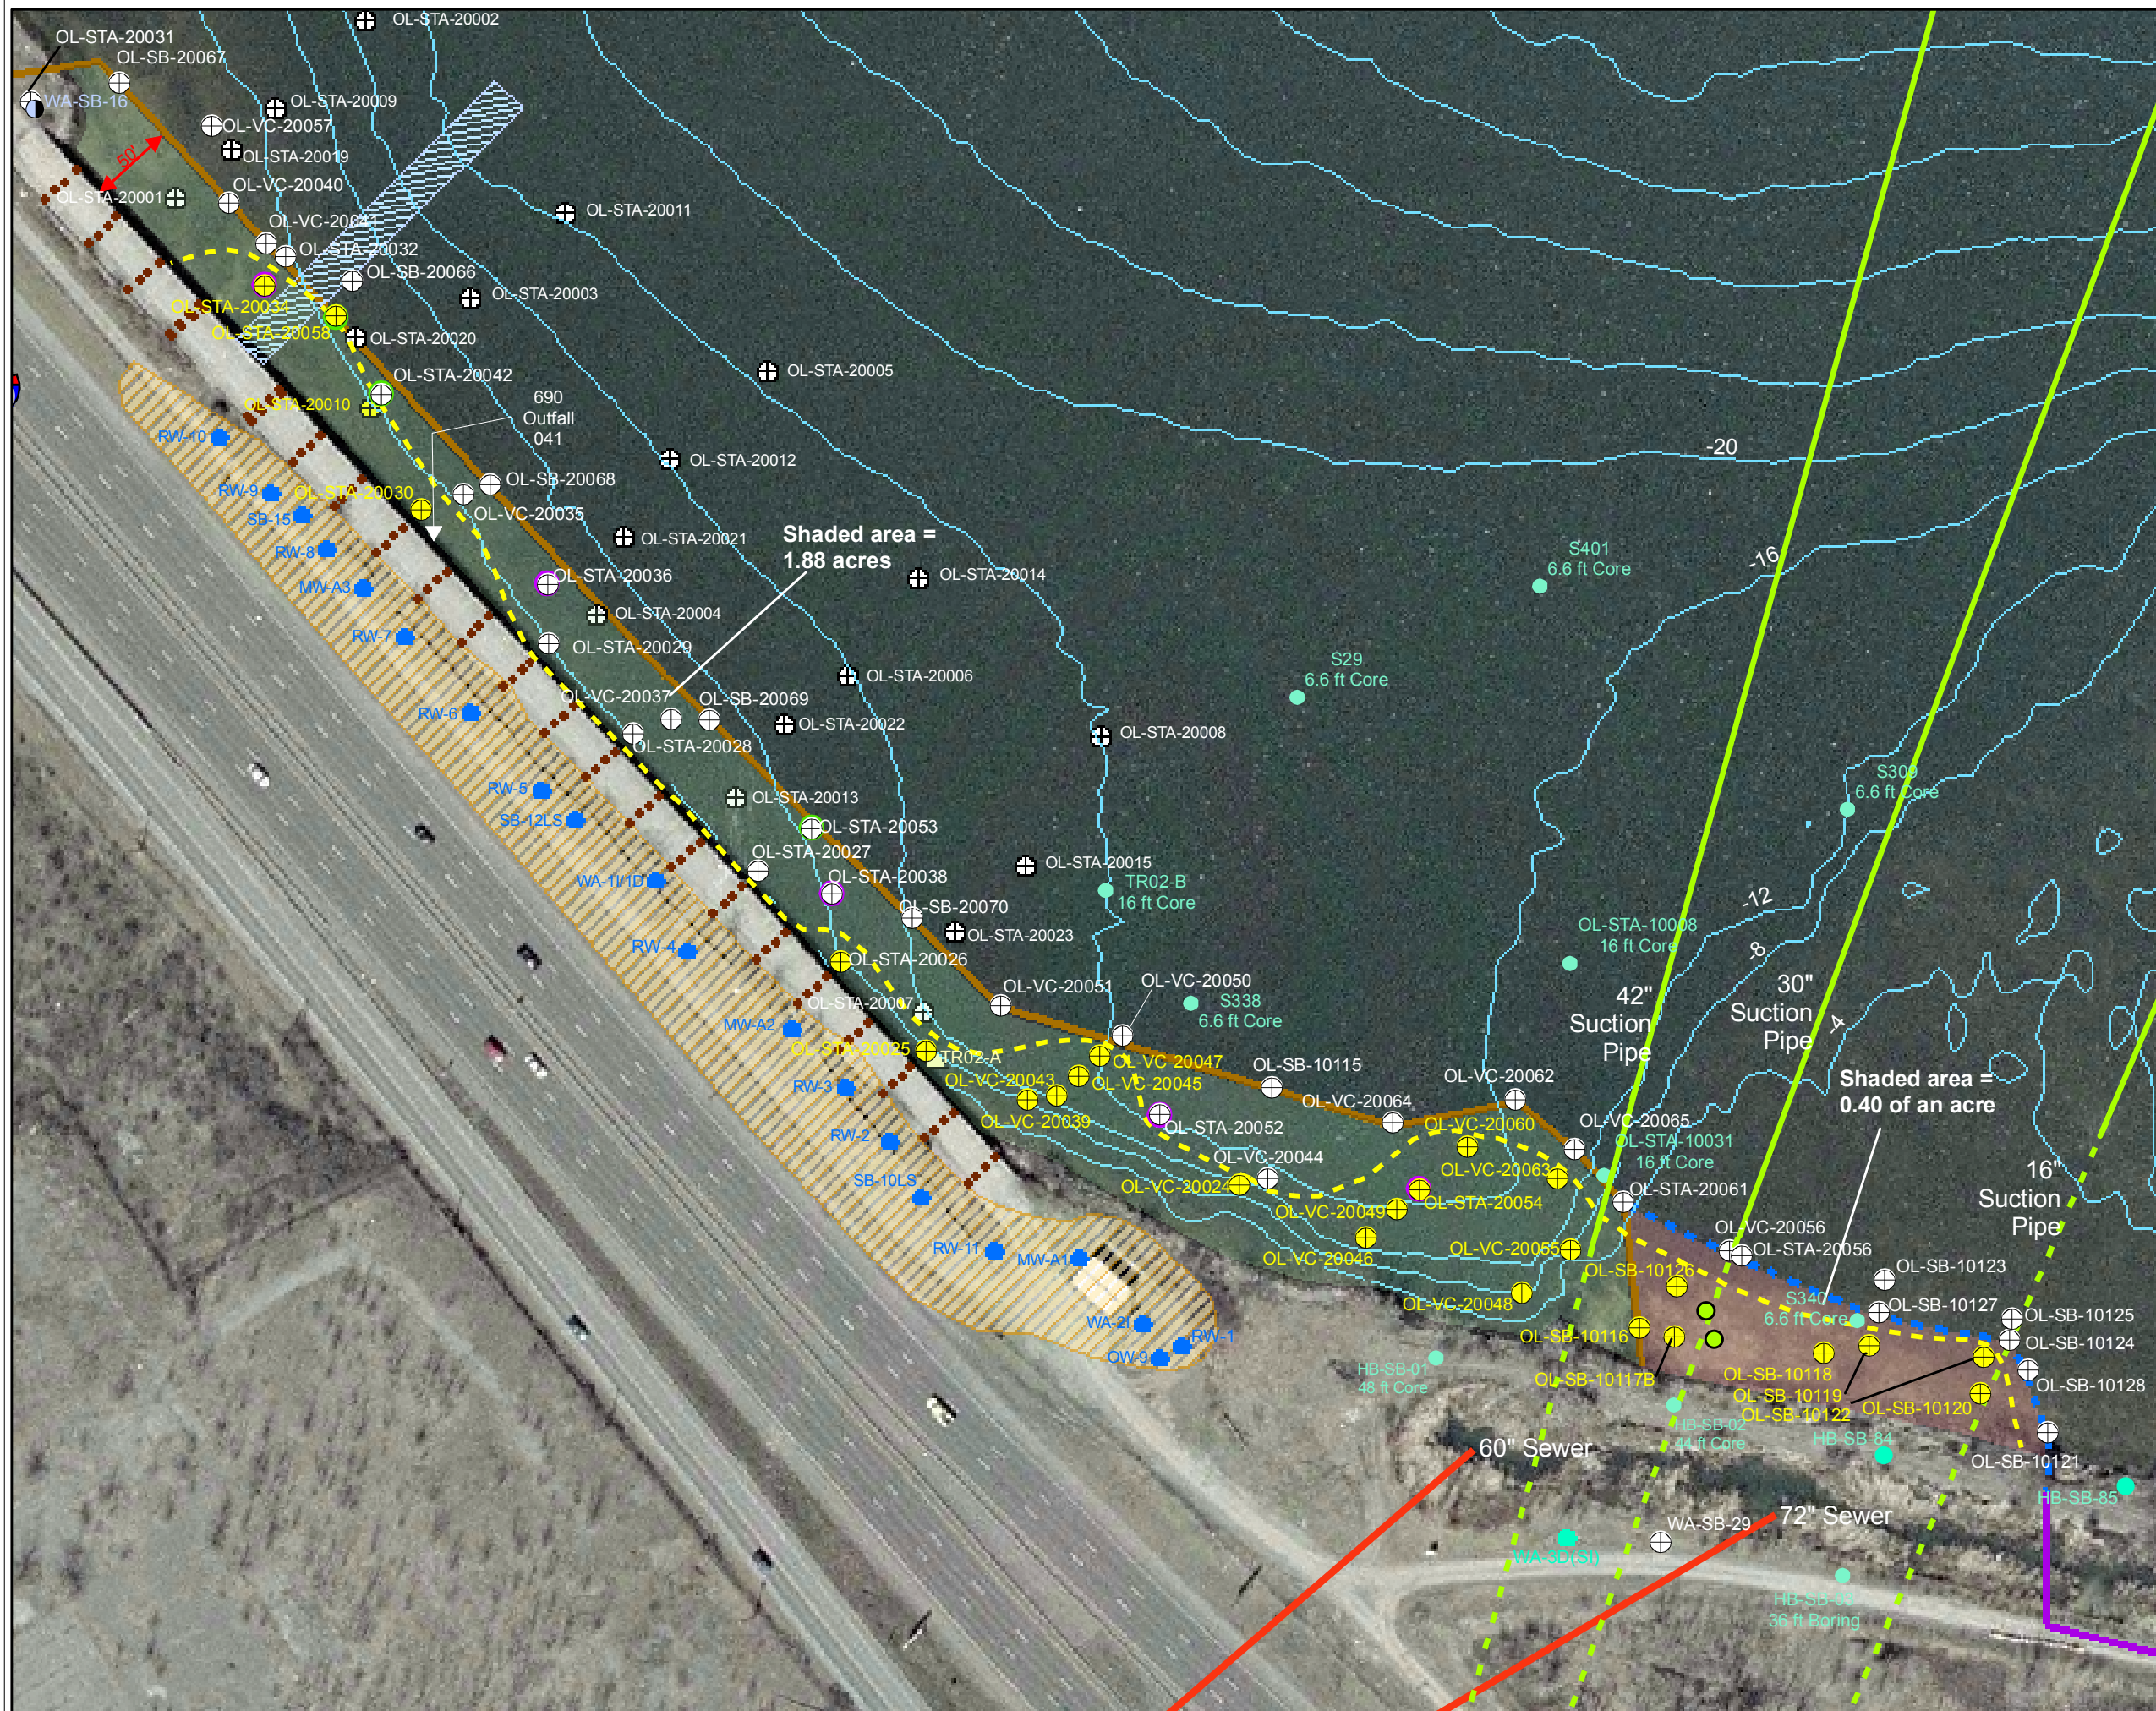 OL-STA-20002
OL-STA-20031
OL-SB-20067
WA-SB-16
OL-STA-20009
OL-VC-20057
OL-STA-20019
50'
OL-VC-20040
OL-STA-20001
OL-STA-20011
OL-VC-20041
OL-STA-20032
OL-SB-20066
OL-STA-20003
OL-STA-20034
OL-STA-20058
OL-STA-20020
OL-STA-20005
OL-STA-20042
OL-STA-20010
690
Outfall
041
RW-10
-20
OL-STA-20012
OL-SB-20068
RW-9
OL-STA-20030
SB-15
OL-VC-20035
RW-8
OL-STA-20021
Shaded area =
1.88 acres
S401
6.6 ft Core
-16
OL-STA-20036
OL-STA-20014
MW-A3
OL-STA-20004
RW-7
OL-STA-20029
S29
6.6 ft Core
OL-STA-20006
OL-VC-20037
OL-SB-20069
RW-6
OL-STA-20022
OL-STA-20008
OL-STA-20028
S309
6.6 ft Core
RW-5
OL-STA-20013
SB-12LS
OL-STA-20053
OL-STA-20027
OL-STA-20015
WA-1I/1D
OL-STA-20038
TR02-B
16 ft Core
-12
OL-SB-20070
OL-STA-10008
16 ft Core
OL-STA-20023
RW-4
-8
OL-STA-20026
OL-VC-20051
OL-VC-20050
42"
Suction
Pipe
30"
Suction
Pipe
OL-STA-20007
S338
6.6 ft Core
MW-A2
-4
OL-STA-20025
TR02-A
OL-VC-20047
OL-SB-10115
OL-VC-20062
Shaded area =
0.40 of an acre
OL-VC-20043
OL-VC-20045
RW-3
OL-VC-20064
OL-VC-20039
OL-STA-20052
OL-VC-20060
OL-VC-20065
RW-2
OL-STA-10031
16 ft Core
OL-VC-20044
OL-VC-20063
16"
Suction
Pipe
SB-10LS
OL-VC-20024
OL-STA-20061
OL-STA-20054
OL-VC-20049
OL-VC-20056
RW-11
OL-VC-20055
OL-STA-20056
MW-A1
OL-VC-20046
OL-SB-10126
OL-SB-10123
S340
6.6 ft Core
OL-VC-20048
OL-SB-10127
OL-SB-10125
WA-2I
OL-SB-10116
RW-1
OL-SB-10124
OW-9
HB-SB-01
48 ft Core
OL-SB-10117B
OL-SB-10118
OL-SB-10128
OL-SB-10119
OL-SB-10122
OL-SB-10120
HB-SB-02
44 ft Core
HB-SB-84
60" Sewer
OL-SB-10121
HB-SB-85
72" Sewer
WA-SB-29
WA-3D(SI)
HB-SB-03
36 ft Boring